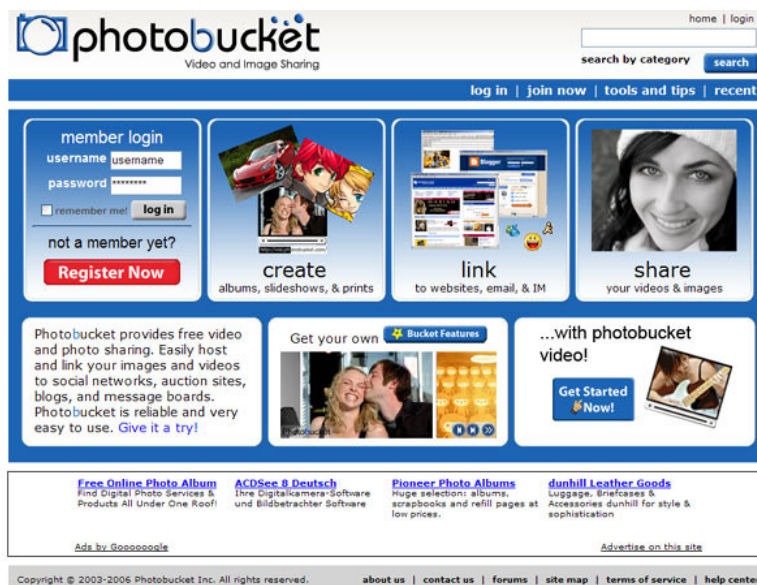 photobucket
Video and Image Sharing
home | login
search by category
search
log in | join now | tools and tips | recent
member login
username username
password ********
remember me! log in
not a member yet?
Register Now
create
albums, slideshows, & prints
Blogger
link
to websites, email, & IM
share
your videos & images
Photobucket provides free video
and photo sharing. Easily host
and link your images and videos
to social networks, auction sites,
blogs, and message boards.
Photobucket is reliable and very
easy to use. Give it a try!
Get your own Bucket Features
Photobucket
...with photobucket
video!
Get Started
Now!
Free Online Photo Album
Find Digital Photo Services &
Products All Under One Roof!
ACDSee 8 Deutsch
Ihre Digitalkamera-Software
und Bildbetrachter Software
Pioneer Photo Albums
Huge selection: albums,
scrapbooks and refill pages at
low prices.
dunhill Leather Goods
Luggage, Briefcases &
Accessories dunhill for style &
sophistication
Ads by Goooooogle
Advertise on this site
Copyright © 2003-2006 Photobucket Inc. All rights reserved.
about us | contact us | forums | site map | terms of service | help center